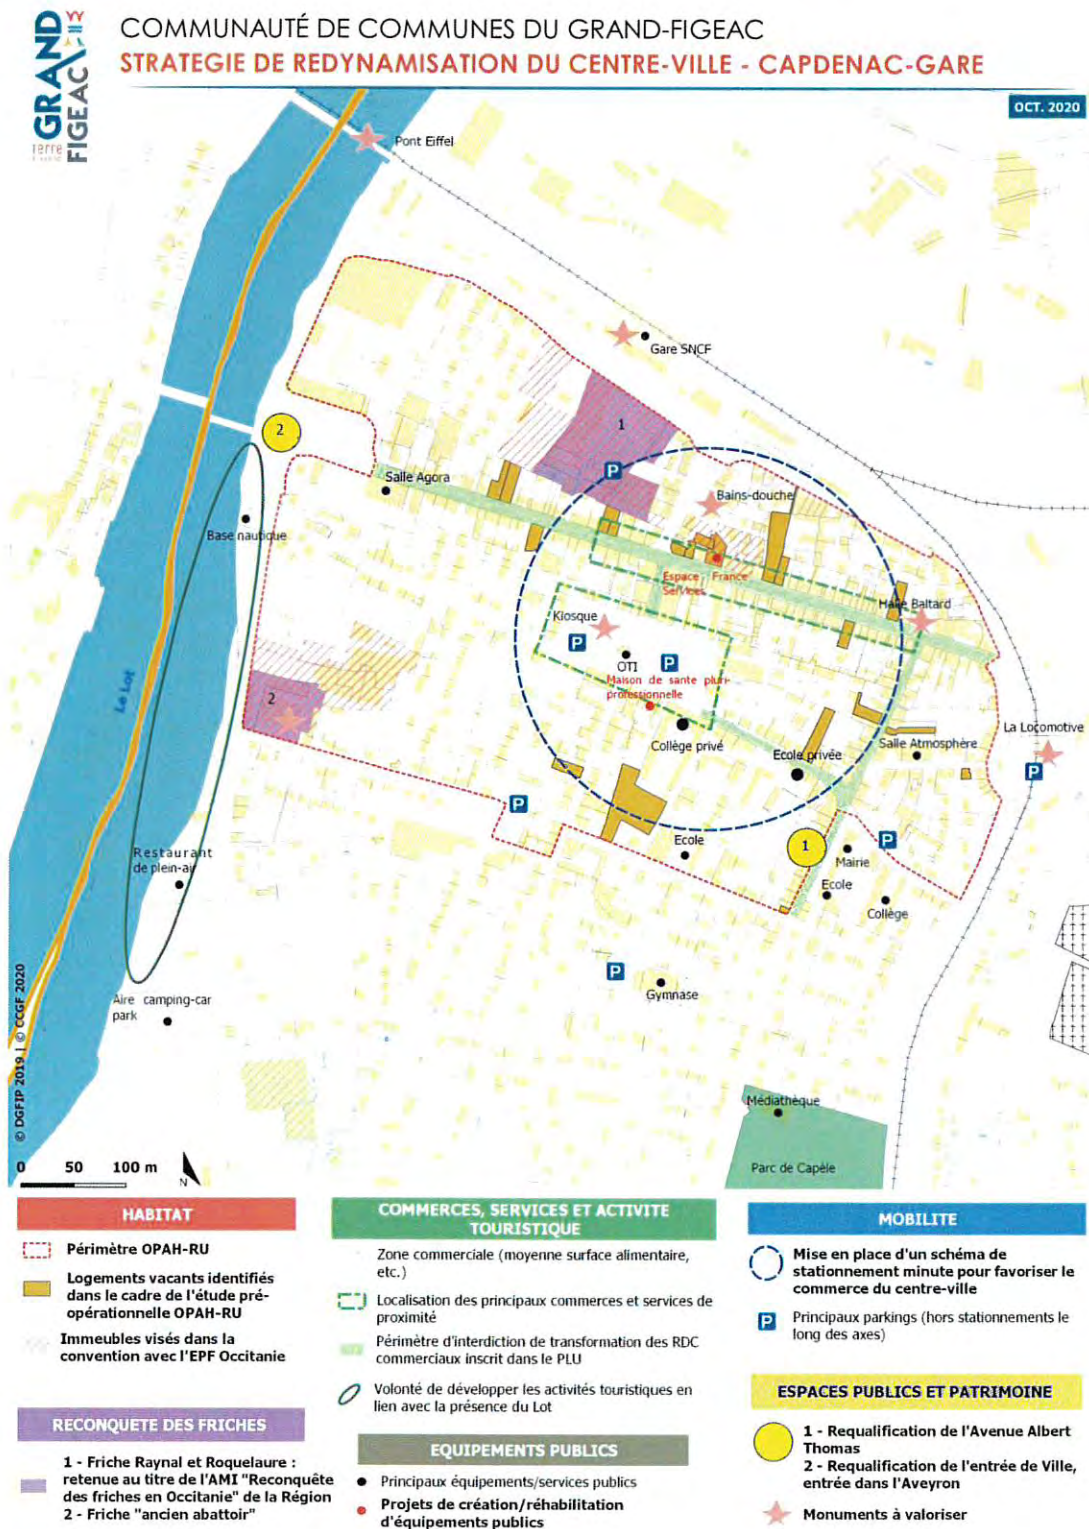 GRAND
FIGEAC
COMMUNAUTÉ DE COMMUNES DU GRAND-FIGEAC
STRATEGIE DE REDYNAMISATION DU CENTRE-VILLE - CAPDENAC-GARE
OCT. 2020
Pont Eiffel
Gare SNCF
1
2
Salle Agora
P
Bains-douche
Base nautique
Espace France
Services
Kiosque
Halle Baltard
P
OTI
P
Maison de sante pluri-
professionnelle
Le Lot
2
Collège privé
Ecole privée
Salle Atmosphère
La Locomotive
P
P
Ecole
1
Mairie
P
Restaurant
de plein-air
Ecole
Collège
P
Gymnase
Aire camping-car
park
Médiathèque
Parc de Capèle
© DGFIP 2019 | © CCGF 2020
0 50 100 m
N
HABITAT
Périmètre OPAH-RU
Logements vacants identifiés
dans le cadre de l'étude pré-
opérationnelle OPAH-RU
Immeubles visés dans la
convention avec l'EPF Occitanie
RECONQUETE DES FRICHES
1 - Friche Raynal et Roquelaure :
retenue au titre de l'AMI "Reconquête
des friches en Occitanie" de la Région
2 - Friche "ancien abattoir"
COMMERCES, SERVICES ET ACTIVITE
TOURISTIQUE
Zone commerciale (moyenne surface alimentaire,
etc.)
Localisation des principaux commerces et services de
proximité
Périmètre d'interdiction de transformation des RDC
commerciaux inscrit dans le PLU
Volonté de développer les activités touristiques en
lien avec la présence du Lot
EQUIPEMENTS PUBLICS
Principaux équipements/services publics
Projets de création/réhabilitation
d'équipements publics
MOBILITE
Mise en place d'un schéma de
stationnement minute pour favoriser le
commerce du centre-ville
P
Principaux parkings (hors stationnements le
long des axes)
ESPACES PUBLICS ET PATRIMOINE
1 - Requalification de l'Avenue Albert
Thomas
2 - Requalification de l'entrée de Ville,
entrée dans l'Aveyron
Monuments à valoriser